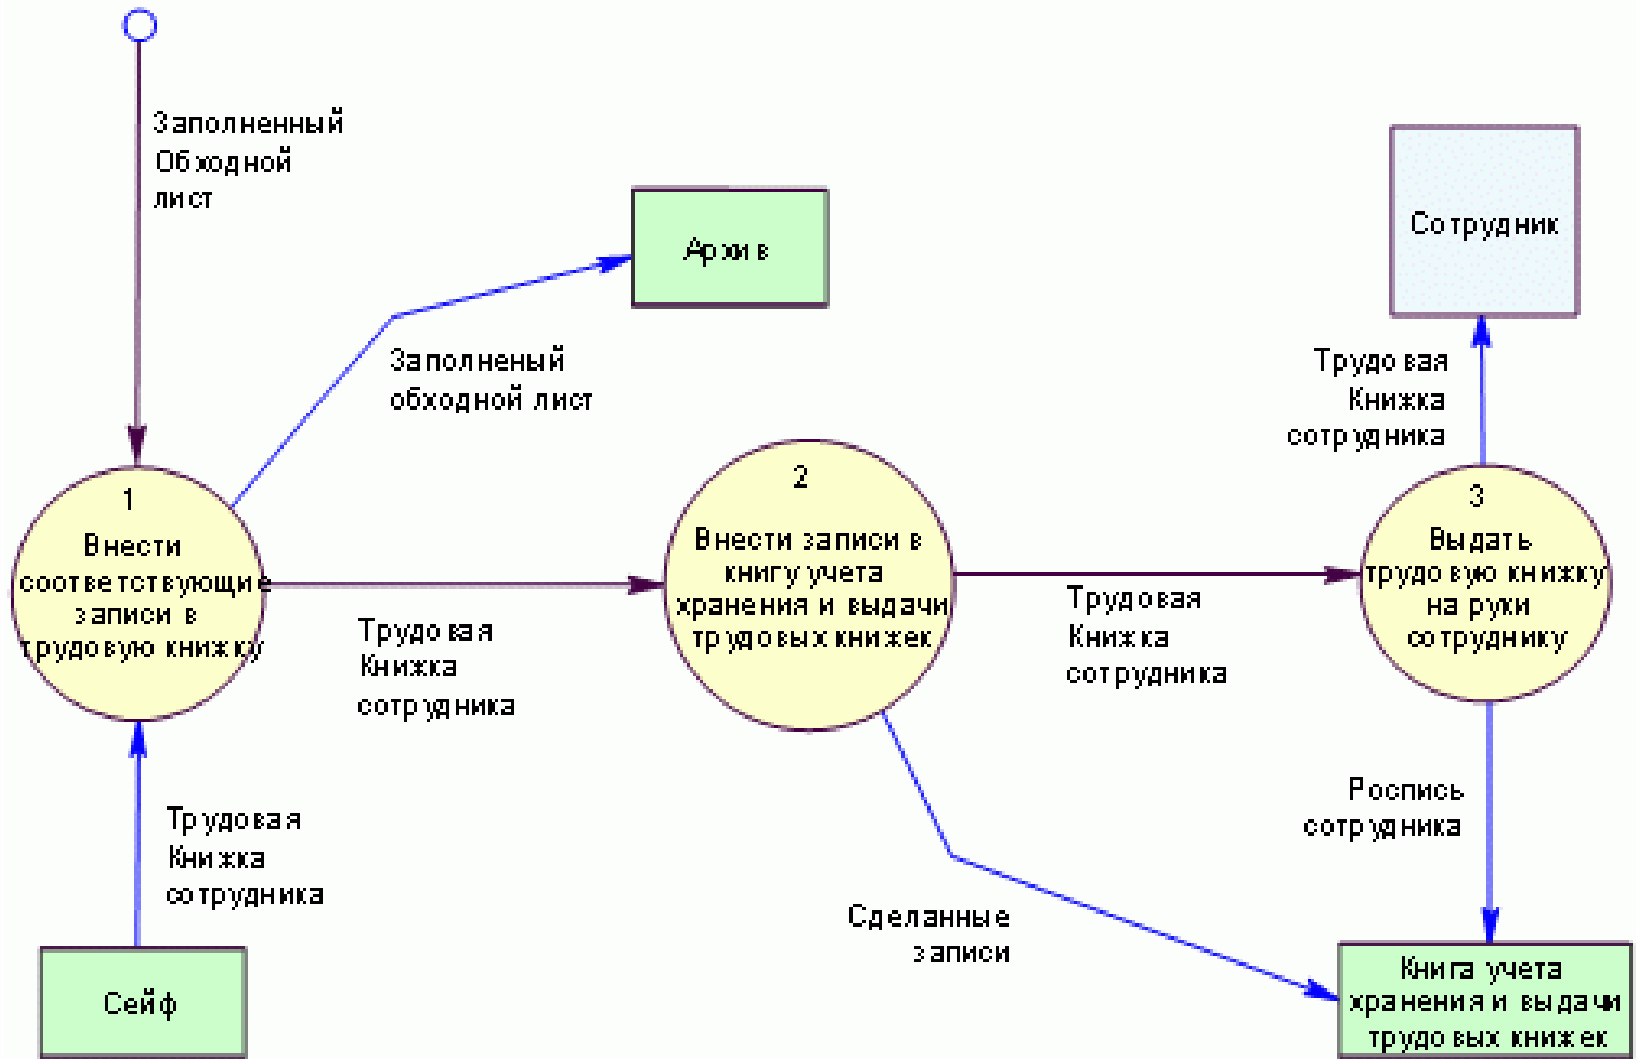 Заполненный
Обходной
лист
Архив
Сотрудник
Заполненый
обходной лист
Трудовая
Книжка
сотрудника
1
Внести
соответствующие
записи в
трудовую книжку
2
Внести записи в
книгу учета
хранения и выдачи
трудовых книжек
3
Выдать
трудовую книжку
на руки
сотруднику
Трудовая
Книжка
сотрудника
Трудовая
Книжка
сотрудника
Трудовая
Книжка
сотрудника
Роспись
сотрудника
Сделанные
записи
Сейф
Книга учета
хранения и выдачи
трудовых книжек